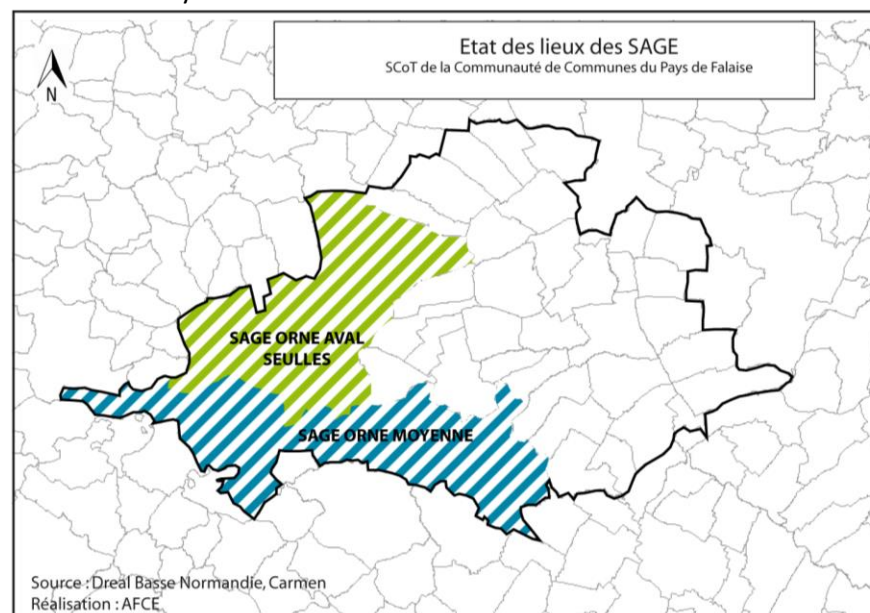 Etat des lieux des SAGE
SCoT de la Communauté de Communes du Pays de Falaise
N
SAGE ORNE AVAL
SEULLES
SAGE ORNE MOYENNE
Source : Dreal Basse Normandie, Carmen
Réalisation : AFCE